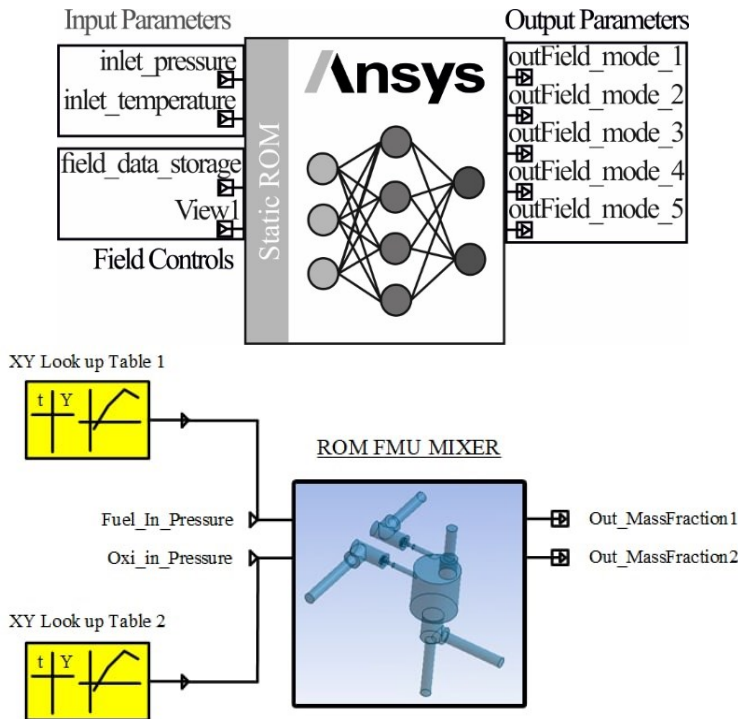 Input Parameters
Output Parameters
inlet_pressure
inlet_temperature
field_data_storage
View1
Field Controls
Static ROM
Ansys
outField_mode_1
outField_mode_2
outField_mode_3
outField_mode_4
outField_mode_5
XY Look up Table 1
t Y
ROM FMU MIXER
Fuel_In_Pressure
Oxi_in_Pressure
Out_MassFraction1
Out_MassFraction2
XY Look up Table 2
t Y